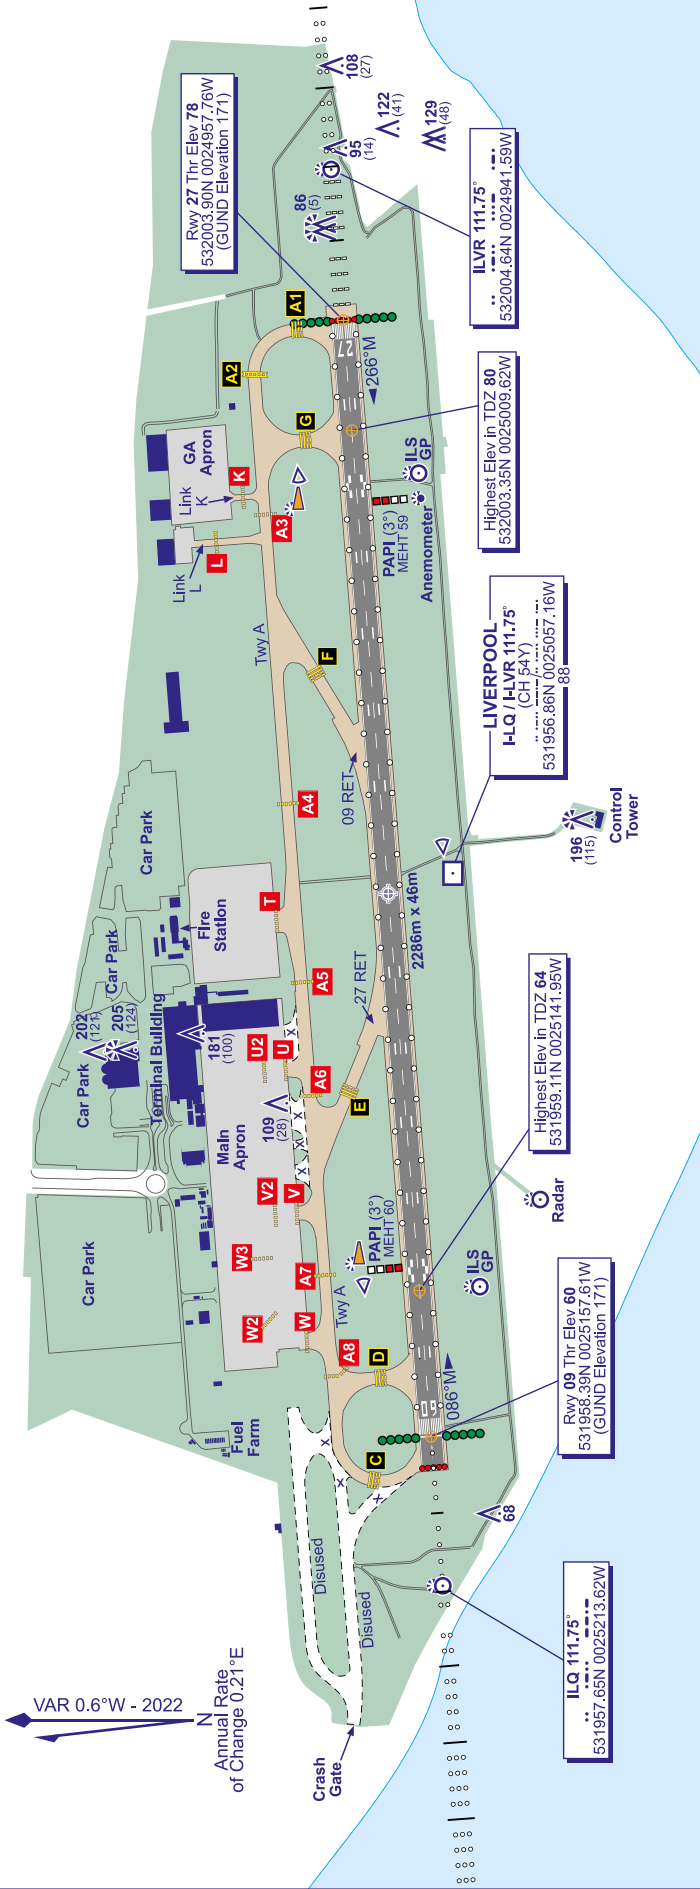 108
(27)
122
(41)
129
(48)
95
(14)
86
(5)
Rwy 27 Thr Elev 78
532003.90N 0024957.76W
(GUND Elevation 171)
ILVR 111.75°
532004.64N 0024941.59W
A1
A2
27
266°M
G
GA
Apron
Link
K
K
Link
L
L
A3
Highest Elev in TDZ 80
532003.35N 0025009.62W
ILS
GP
PAPI (3°)
MEHT 59
Anemometer
Twy A
F
09 RET
LIVERPOOL
I-LQ / I-LVR 111.75°
(CH 54Y)
531956.86N 0025057.16W
88
196
(115)
Control
Tower
A4
Car Park
T
Fire
Station
Car Park
2286m x 46m
A5
27 RET
202
(121)
205
(124)
Car Park
Terminal Building
181
(100)
U2
U
A6
E
109
(28)
Main
Apron
X
X
X
X
Highest Elev in TDZ 64
531959.11N 0025141.95W
Radar
V2
V
W3
A7
PAPI (3°)
MEHT 60
ILS
GP
Car Park
W2
W
Twy A
A8
D
086°M
09
Rwy 09 Thr Elev 60
531958.39N 0025157.61W
(GUND Elevation 171)
Fuel
Farm
C
X
X
X
68
Disused
Disused
ILQ 111.75°
531957.65N 0025213.62W
Crash
Gate
VAR 0.6°W - 2022
N
Annual Rate
of Change 0.21°E